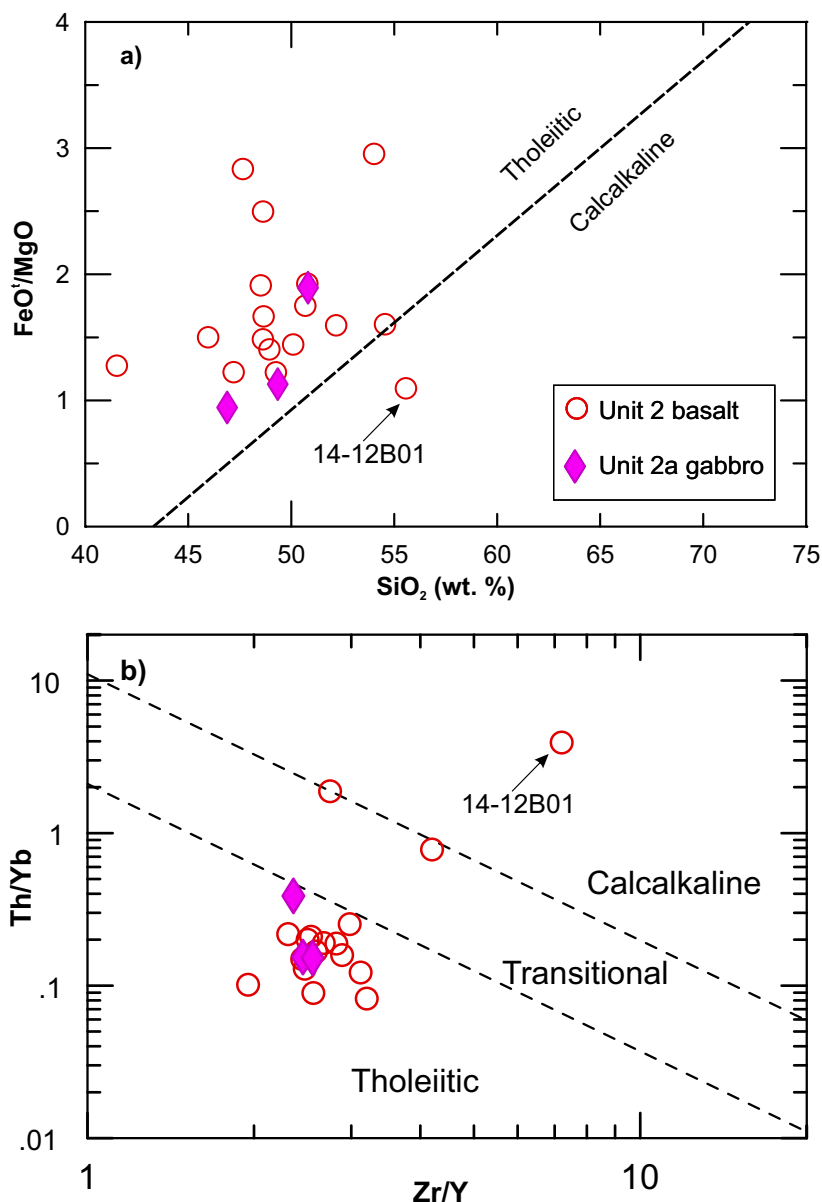 a)
4
3
2
1
0
FeOᵗ/MgO
Tholeiitic
Calcalkaline
14-12B01
Unit 2 basalt
Unit 2a gabbro
40 45 50 55 60 65 70 75
SiO₂ (wt. %)
b)
10
1
.1
.01
Th/Yb
14-12B01
Calcalkaline
Transitional
Tholeiitic
1 10
Zr/Y